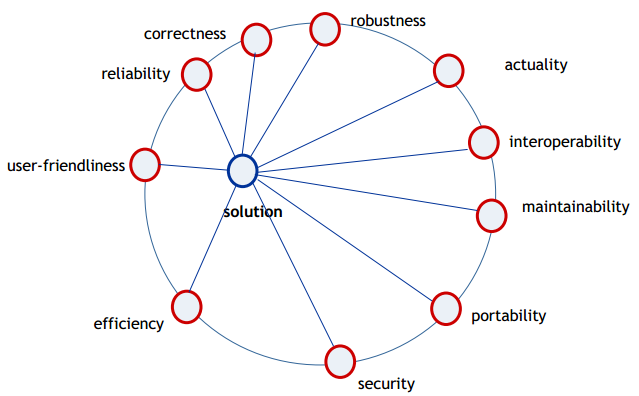 robustness
correctness
actuality
reliability
interoperability
user-friendliness
maintainability
solution
portability
efficiency
security